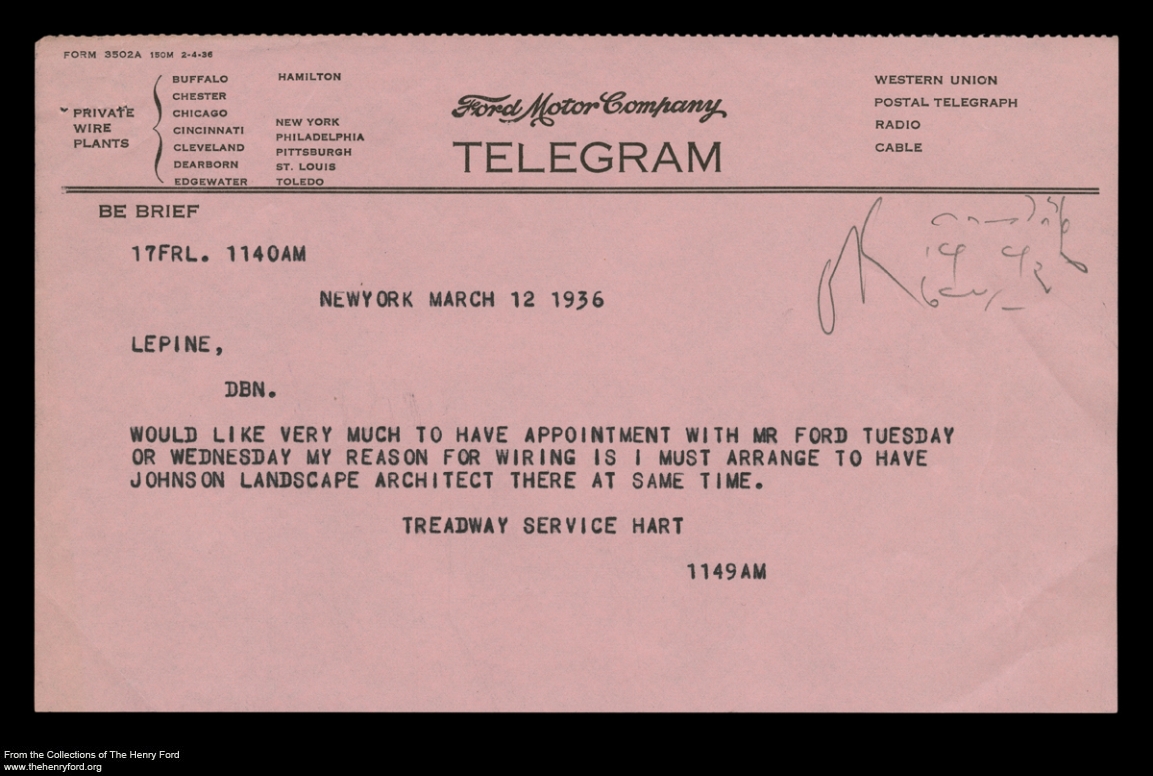 FORM 3502A 150M 2-4-36
PRIVATE
WIRE
PLANTS
BUFFALO
CHESTER
CHICAGO
CINCINNATI
CLEVELAND
DEARBORN
EDGEWATER
HAMILTON
NEW YORK
PHILADELPHIA
PITTSBURGH
ST. LOUIS
TOLEDO
Ford Motor Company
TELEGRAM
WESTERN UNION
POSTAL TELEGRAPH
RADIO
CABLE
BE BRIEF
17FRL. 1140AM
NEWYORK MARCH 12 1936
LEPINE,
DBN.
WOULD LIKE VERY MUCH TO HAVE APPOINTMENT WITH MR FORD TUESDAY
OR WEDNESDAY MY REASON FOR WIRING IS I MUST ARRANGE TO HAVE
JOHNSON LANDSCAPE ARCHITECT THERE AT SAME TIME.
TREADWAY SERVICE HART
1149AM
From the Collections of The Henry Ford
www.thehenryford.org